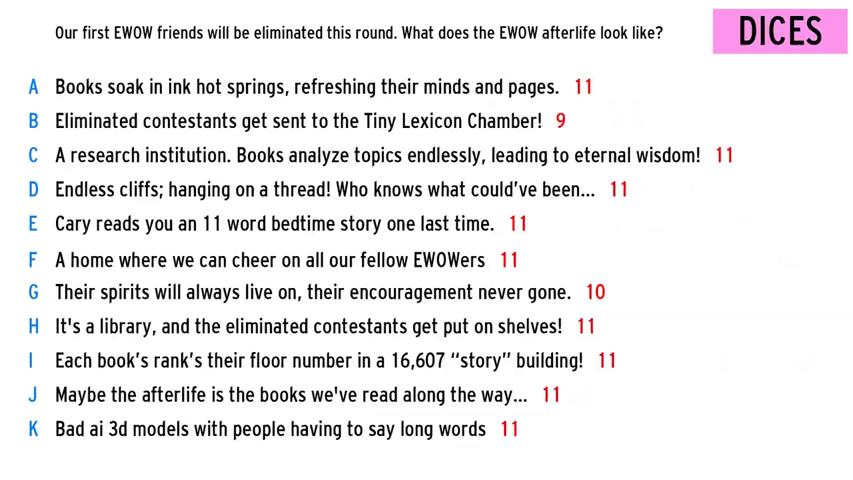 Our first EWOW friends will be eliminated this round. What does the EWOW afterlife look like?
DICES
A Books soak in ink hot springs, refreshing their minds and pages. 11
B Eliminated contestants get sent to the Tiny Lexicon Chamber! 9
C A research institution. Books analyze topics endlessly, leading to eternal wisdom! 11
D Endless cliffs; hanging on a thread! Who knows what could've been... 11
E Cary reads you an 11 word bedtime story one last time. 11
F A home where we can cheer on all our fellow EWOWers 11
G Their spirits will always live on, their encouragement never gone. 10
H It's a library, and the eliminated contestants get put on shelves! 11
I Each book’s rank’s their floor number in a 16,607 “story” building! 11
J Maybe the afterlife is the books we've read along the way... 11
K Bad ai 3d models with people having to say long words 11